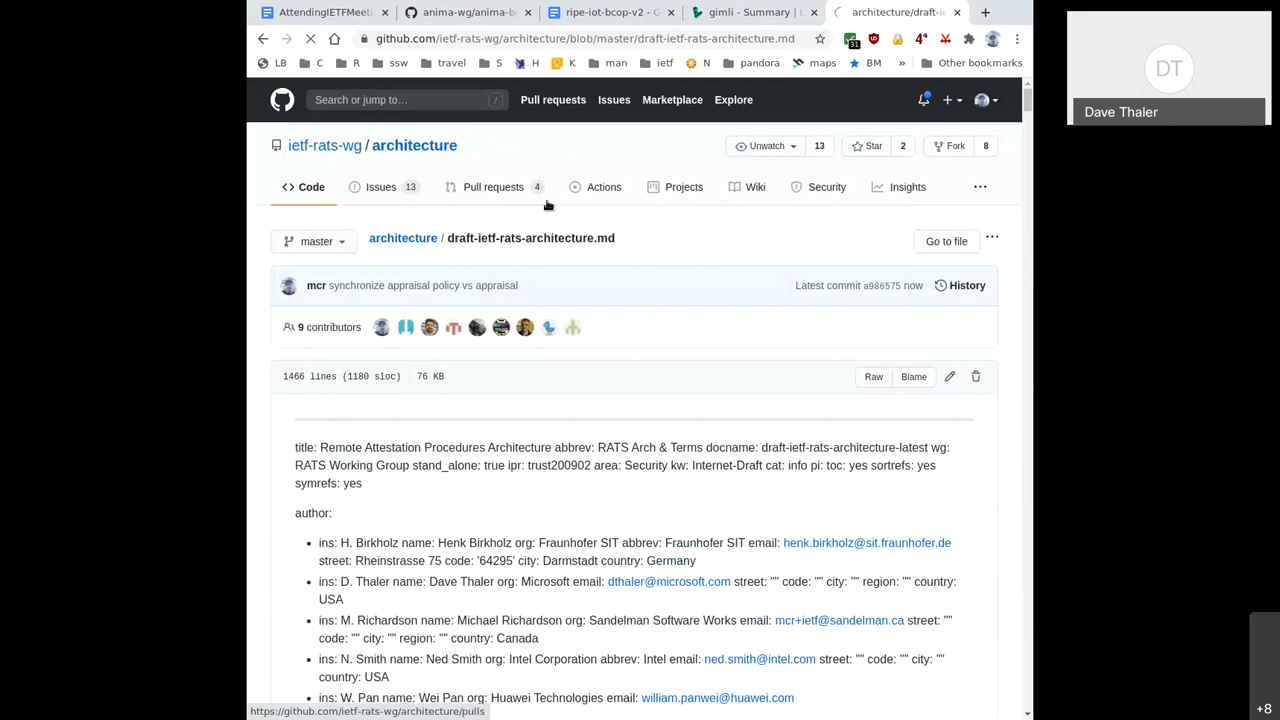 AttendingIETFMeeti
anima-wg/anima-bs
ripe-iot-bcop-v2 - G
gimli - Summary | L
architecture/draft-ie
github.com/ietf-rats-wg/architecture/blob/master/draft-ietf-rats-architecture.md
31
LB C R ssw travel S H K man ietf N pandora maps BM » Other bookmarks
Search or jump to… / Pull requests Issues Marketplace Explore
ietf-rats-wg / architecture
Unwatch 13 Star 2 Fork 8
Code Issues 13 Pull requests 4 Actions Projects Wiki Security Insights
master architecture / draft-ietf-rats-architecture.md Go to file
mcr synchronize appraisal policy vs appraisal Latest commit a986575 now History
9 contributors
1466 lines (1180 sloc) 76 KB Raw Blame
title: Remote Attestation Procedures Architecture abbrev: RATS Arch & Terms docname: draft-ietf-rats-architecture-latest wg:
RATS Working Group stand_alone: true ipr: trust200902 area: Security kw: Internet-Draft cat: info pi: toc: yes sortrefs: yes
symrefs: yes
author:
• ins: H. Birkholz name: Henk Birkholz org: Fraunhofer SIT abbrev: Fraunhofer SIT email: henk.birkholz@sit.fraunhofer.de
street: Rheinstrasse 75 code: '64295' city: Darmstadt country: Germany
• ins: D. Thaler name: Dave Thaler org: Microsoft email: dthaler@microsoft.com street: "" code: "" city: "" region: "" country:
USA
• ins: M. Richardson name: Michael Richardson org: Sandelman Software Works email: mcr+ietf@sandelman.ca street: ""
code: "" city: "" region: "" country: Canada
• ins: N. Smith name: Ned Smith org: Intel Corporation abbrev: Intel email: ned.smith@intel.com street: "" code: "" city: ""
country: USA
• ins: W. Pan name: Wei Pan org: Huawei Technologies email: william.panwei@huawei.com
https://github.com/ietf-rats-wg/architecture/pulls
DT
Dave Thaler
+8